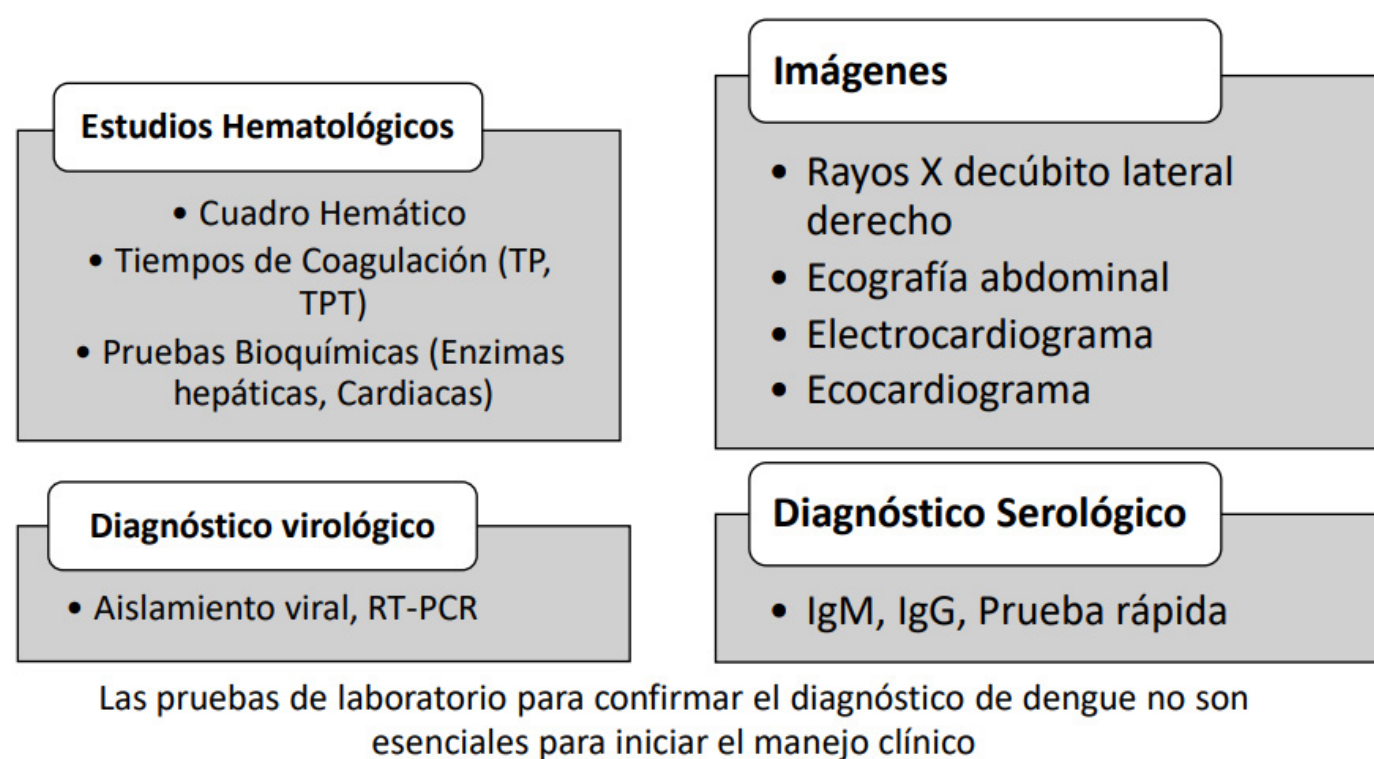 Estudios Hematológicos
• Cuadro Hemático
• Tiempos de Coagulación (TP,
TPT)
• Pruebas Bioquímicas (Enzimas
hepáticas, Cardiacas)
Imágenes
• Rayos X decúbito lateral
derecho
• Ecografía abdominal
• Electrocardiograma
• Ecocardiograma
Diagnóstico virológico
• Aislamiento viral, RT-PCR
Diagnóstico Serológico
• IgM, IgG, Prueba rápida
Las pruebas de laboratorio para confirmar el diagnóstico de dengue no son
esenciales para iniciar el manejo clínico